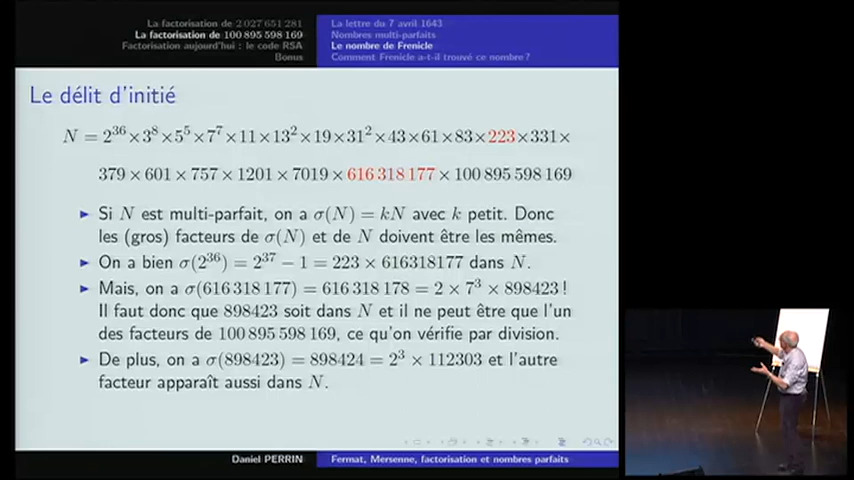 La factorisation de 2 027 651 281
La factorisation de 100 895 598 169
Factorisation aujourd'hui : le code RSA
Bonus
La lettre du 7 avril 1643
Nombres multi-parfaits
Le nombre de Frenicle
Comment Frenicle a-t-il trouvé ce nombre ?
Le délit d'initié
N = 2^36 × 3^8 × 5^5 × 7^7 × 11 × 13^2 × 19 × 31^2 × 43 × 61 × 83 × 223 × 331 ×
379 × 601 × 757 × 1201 × 7019 × 616 318 177 × 100 895 598 169
▶ Si N est multi-parfait, on a σ(N) = kN avec k petit. Donc
les (gros) facteurs de σ(N) et de N doivent être les mêmes.
▶ On a bien σ(2^36) = 2^37 − 1 = 223 × 616318177 dans N.
▶ Mais, on a σ(616 318 177) = 616 318 178 = 2 × 7^3 × 898423 !
Il faut donc que 898423 soit dans N et il ne peut être que l'un
des facteurs de 100 895 598 169, ce qu'on vérifie par division.
▶ De plus, on a σ(898423) = 898424 = 2^3 × 112303 et l'autre
facteur apparaît aussi dans N.
Daniel PERRIN
Fermat, Mersenne, factorisation et nombres parfaits